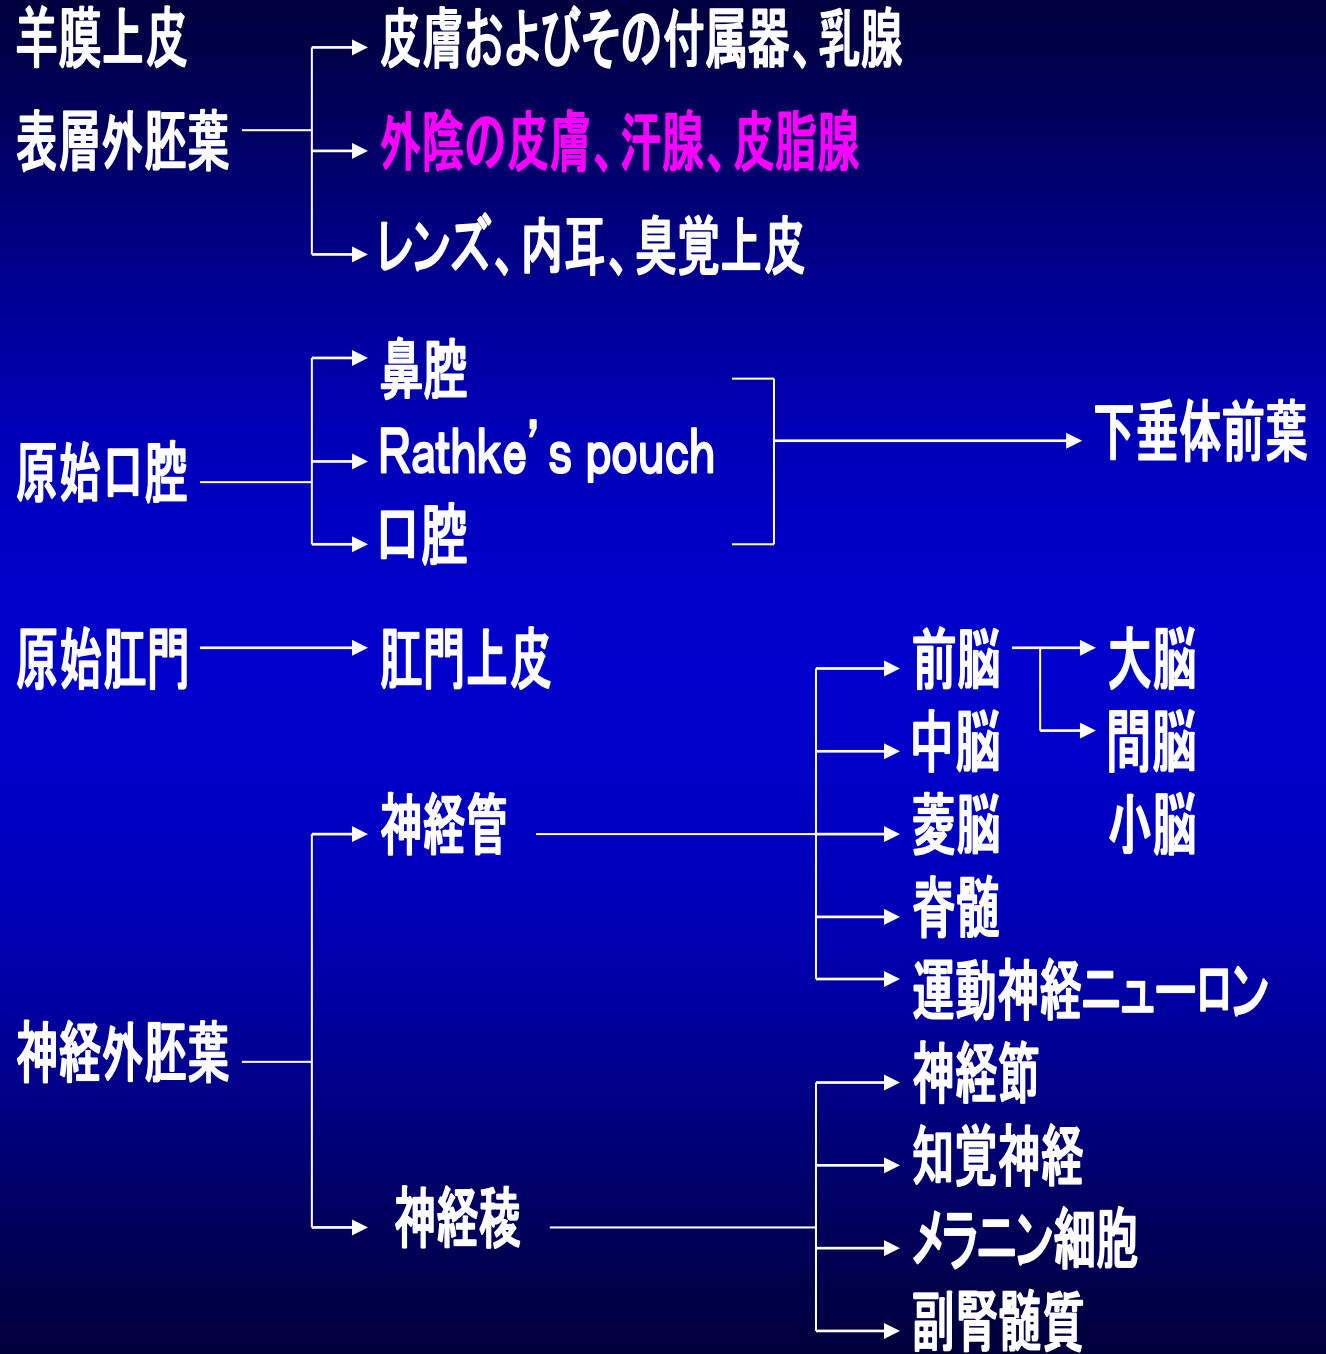 羊膜上皮
皮膚およびその付属器、乳腺
表層外胚葉
外陰の皮膚、汗腺、皮脂腺
レンズ、内耳、臭覚上皮
鼻腔
下垂体前葉
Rathke’s pouch
原始口腔
口腔
原始肛門
肛門上皮
前脳
大脳
中脳
間脳
神経管
菱脳
小脳
脊髄
運動神経ニューロン
神経外胚葉
神経節
知覚神経
神経稜
メラニン細胞
副腎髄質